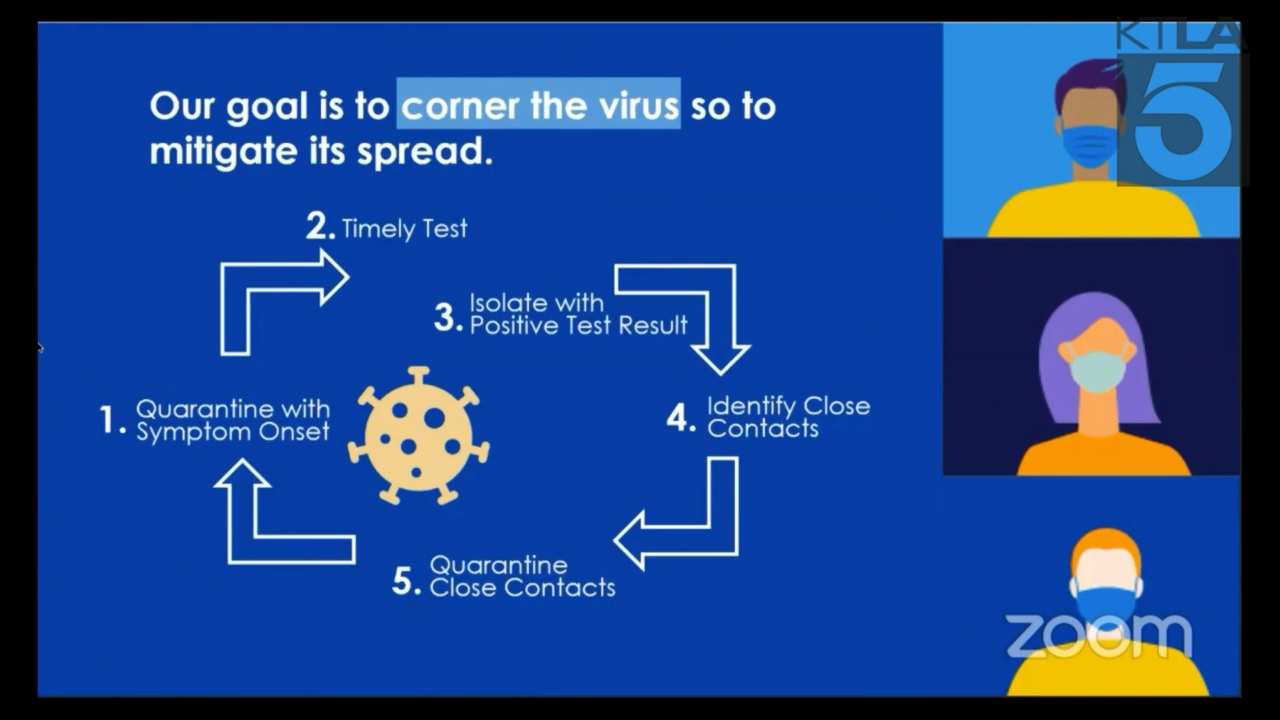 KTLA
5
Our goal is to corner the virus so to
mitigate its spread.
2. Timely Test
3. Isolate with
Positive Test Result
1. Quarantine with
Symptom Onset
4. Identify Close
Contacts
5. Quarantine
Close Contacts
zoom